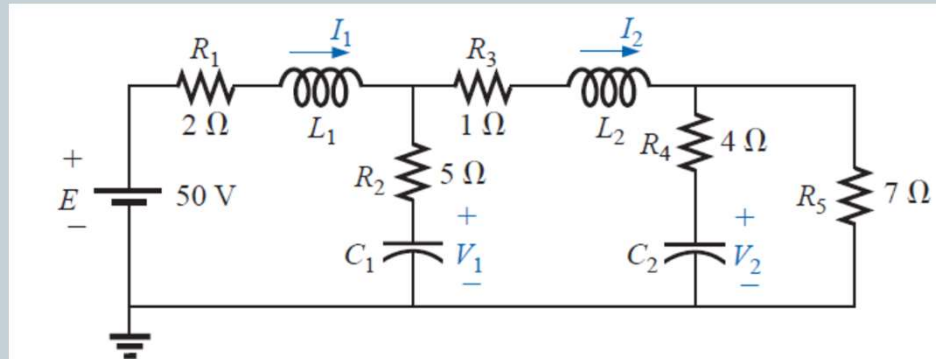 I₁
I₂
R₁
R₃
2 Ω
L₁
1 Ω
L₂
R₄
4 Ω
+
E
−
50 V
R₂
5 Ω
R₅
7 Ω
C₁
+
V₁
−
C₂
+
V₂
−